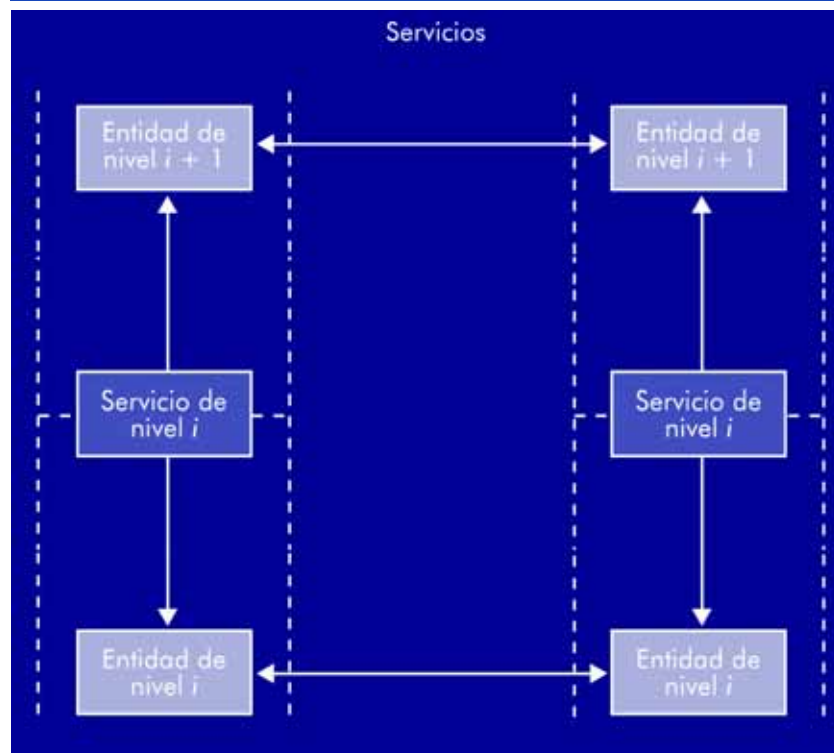 Servicios
Entidad de
nivel i + 1
Entidad de
nivel i + 1
Servicio de
nivel i
Servicio de
nivel i
Entidad de
nivel i
Entidad de
nivel i